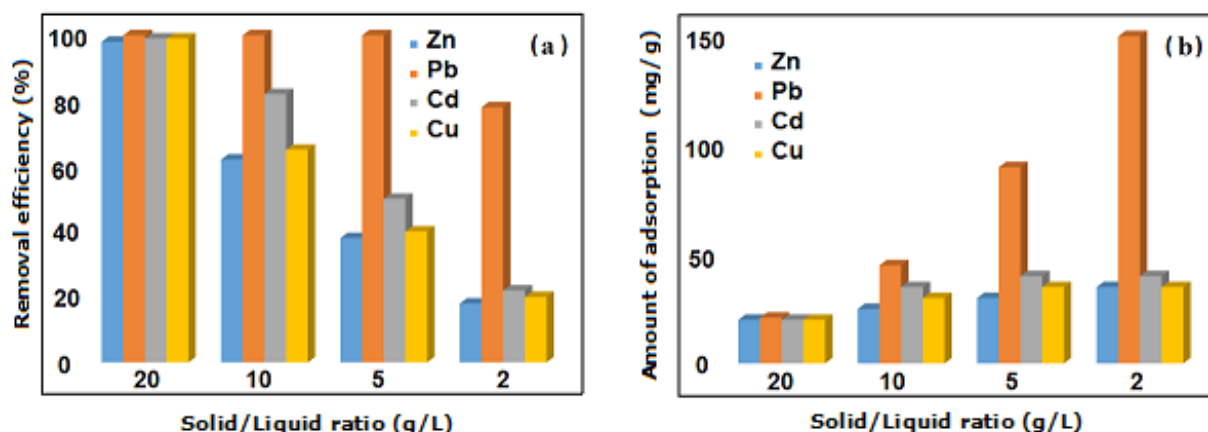 (a)
Removal efficiency (%)
100
80
60
40
20
0
Zn
Pb
Cd
Cu
20 10 5 2
Solid/Liquid ratio (g/L)
(b)
Amount of adsorption (mg/g)
150
100
50
0
Zn
Pb
Cd
Cu
20 10 5 2
Solid/Liquid ratio (g/L)